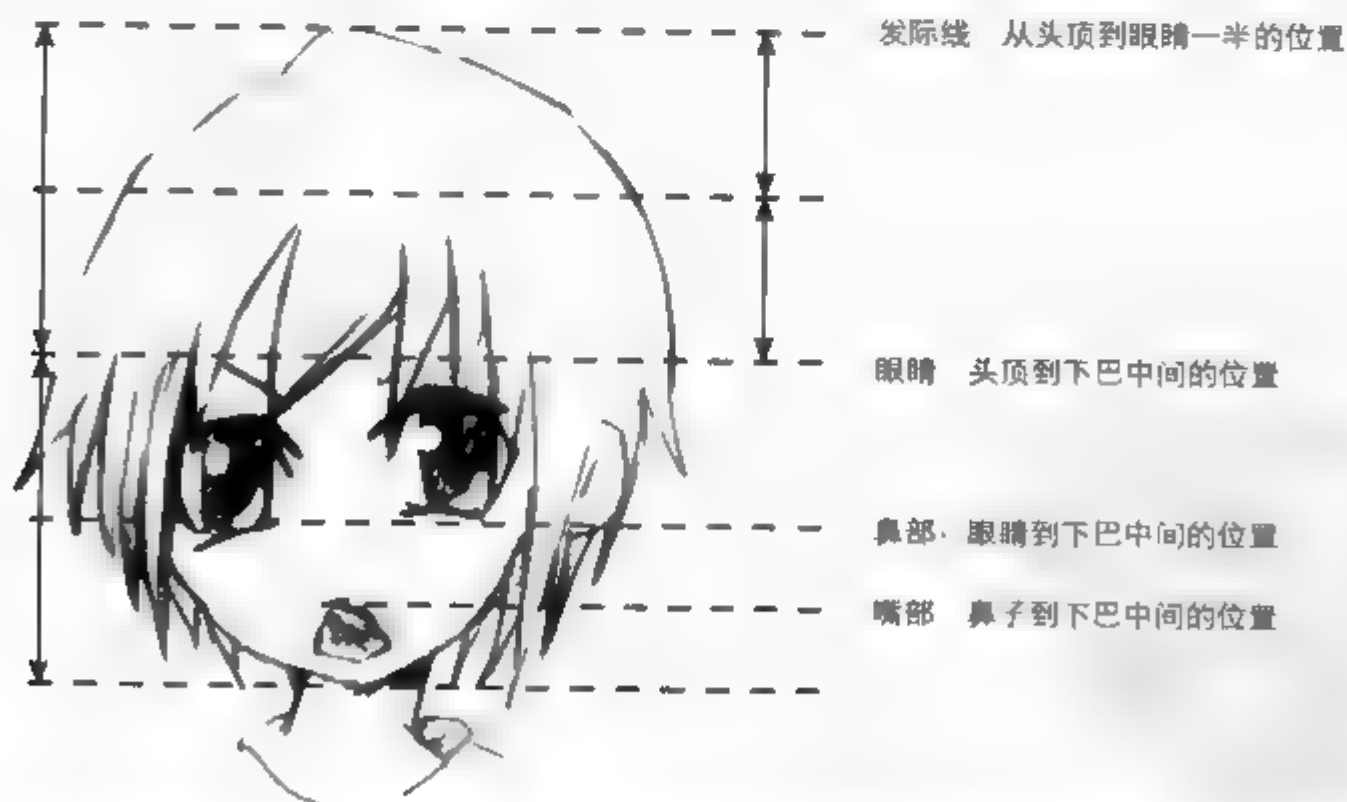 发际线 从头顶到眼睛一半的位置
眼睛 头顶到下巴中间的位置
鼻部·眼睛到下巴中间的位置
嘴部 鼻子到下巴中间的位置